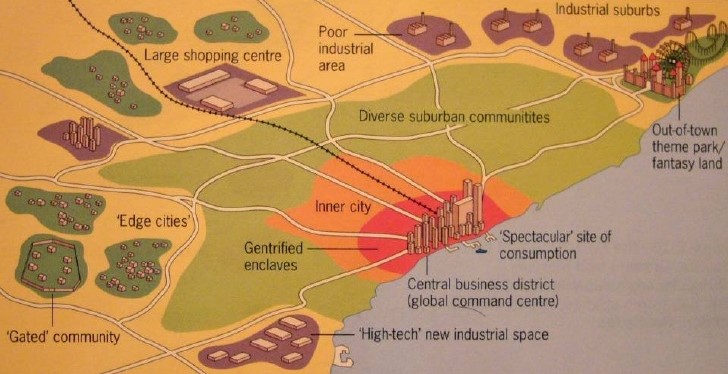 Industrial suburbs
Poor
industrial
area
Large shopping centre
Diverse suburban communitites
Out-of-town
theme park/
fantasy land
Inner city
'Edge cities'
Gentrified
enclaves
'Spectacular' site of
consumption
Central business district
(global command centre)
'Gated' community
'High-tech' new industrial space